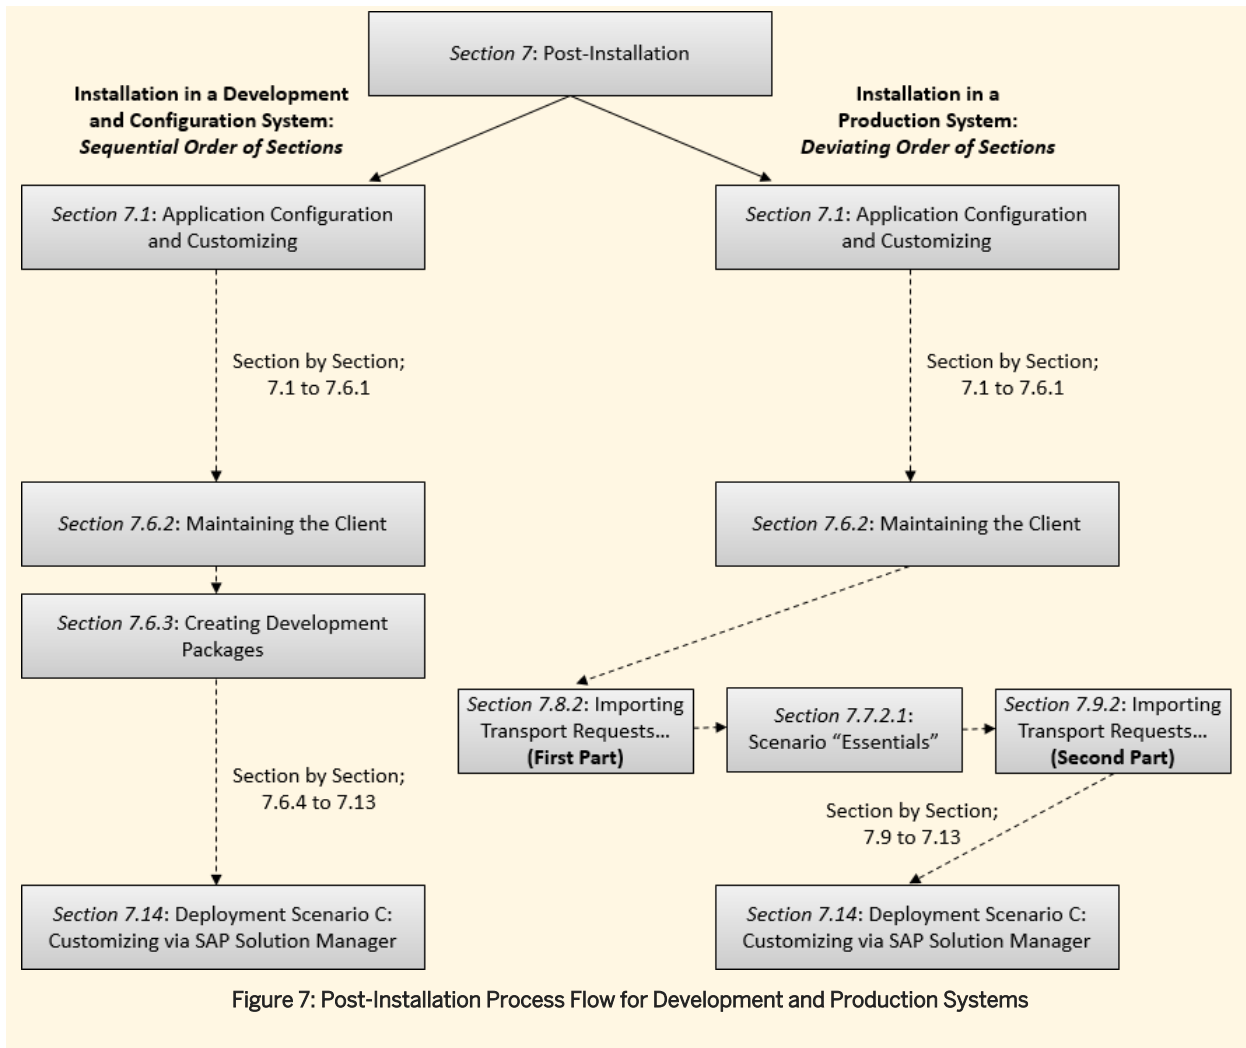 Section 7: Post-Installation
Installation in a Development
and Configuration System:
Sequential Order of Sections
Installation in a
Production System:
Deviating Order of Sections
Section 7.1: Application Configuration
and Customizing
Section 7.1: Application Configuration
and Customizing
Section by Section;
7.1 to 7.6.1
Section by Section;
7.1 to 7.6.1
Section 7.6.2: Maintaining the Client
Section 7.6.2: Maintaining the Client
Section 7.6.3: Creating Development
Packages
Section 7.8.2: Importing
Transport Requests...
(First Part)
Section 7.7.2.1:
Scenario “Essentials”
Section 7.9.2: Importing
Transport Requests...
(Second Part)
Section by Section;
7.6.4 to 7.13
Section by Section;
7.9 to 7.13
Section 7.14: Deployment Scenario C:
Customizing via SAP Solution Manager
Section 7.14: Deployment Scenario C:
Customizing via SAP Solution Manager
Figure 7: Post-Installation Process Flow for Development and Production Systems